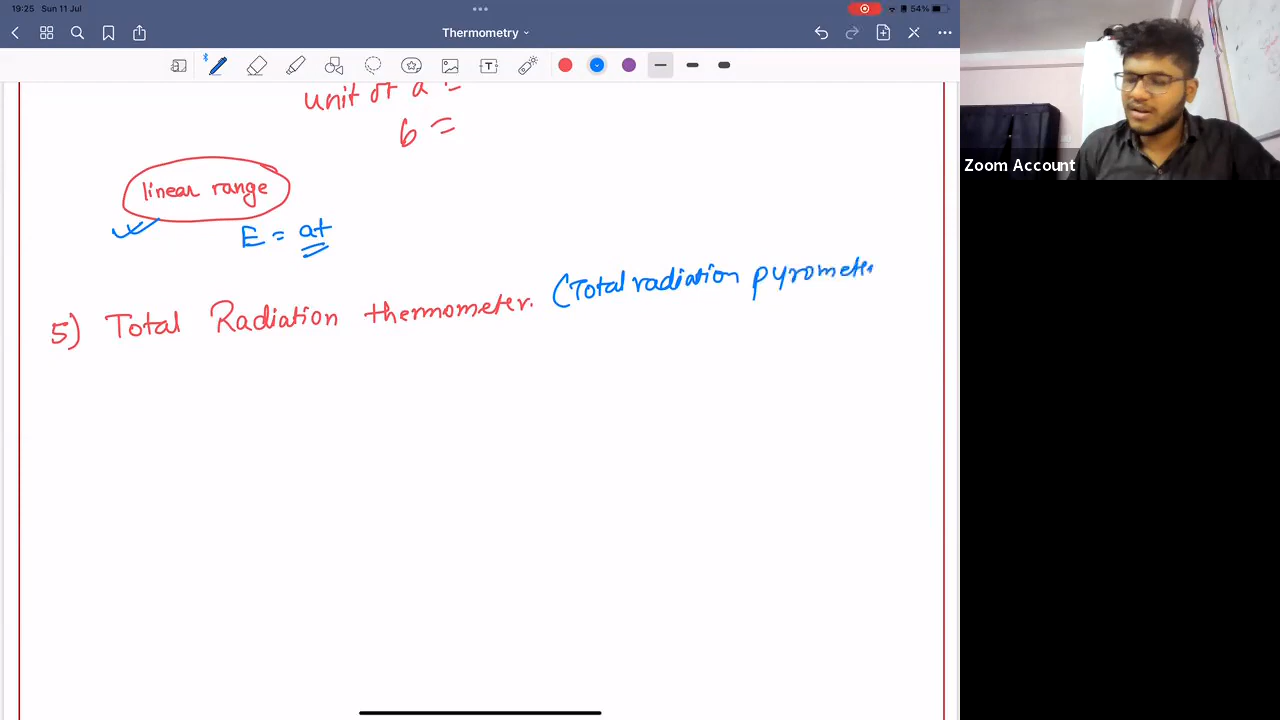 19:25 Sun 11 Jul
54%
Thermometry
T
unit of a =
b =
linear range
E = at
(Total radiation pyrometer
5) Total Radiation thermometer.
Zoom Account